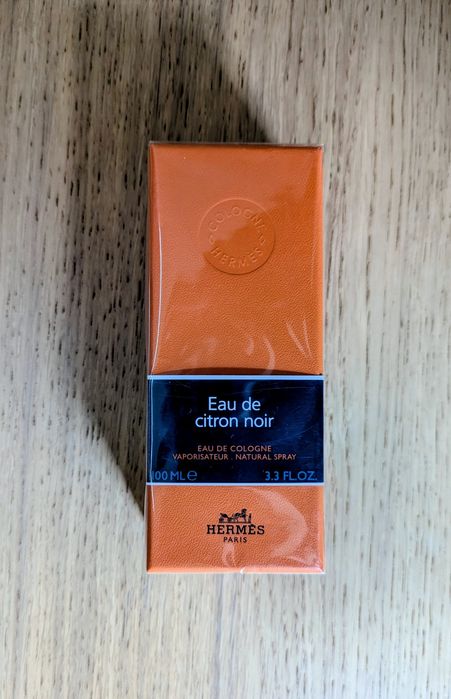 COLOGNE
HERMÈS
Eau de
citron noir
EAU DE COLOGNE
VAPORISATEUR . NATURAL SPRAY
100 ML ℮ 3.3 FL.OZ.
HERMÈS
PARIS